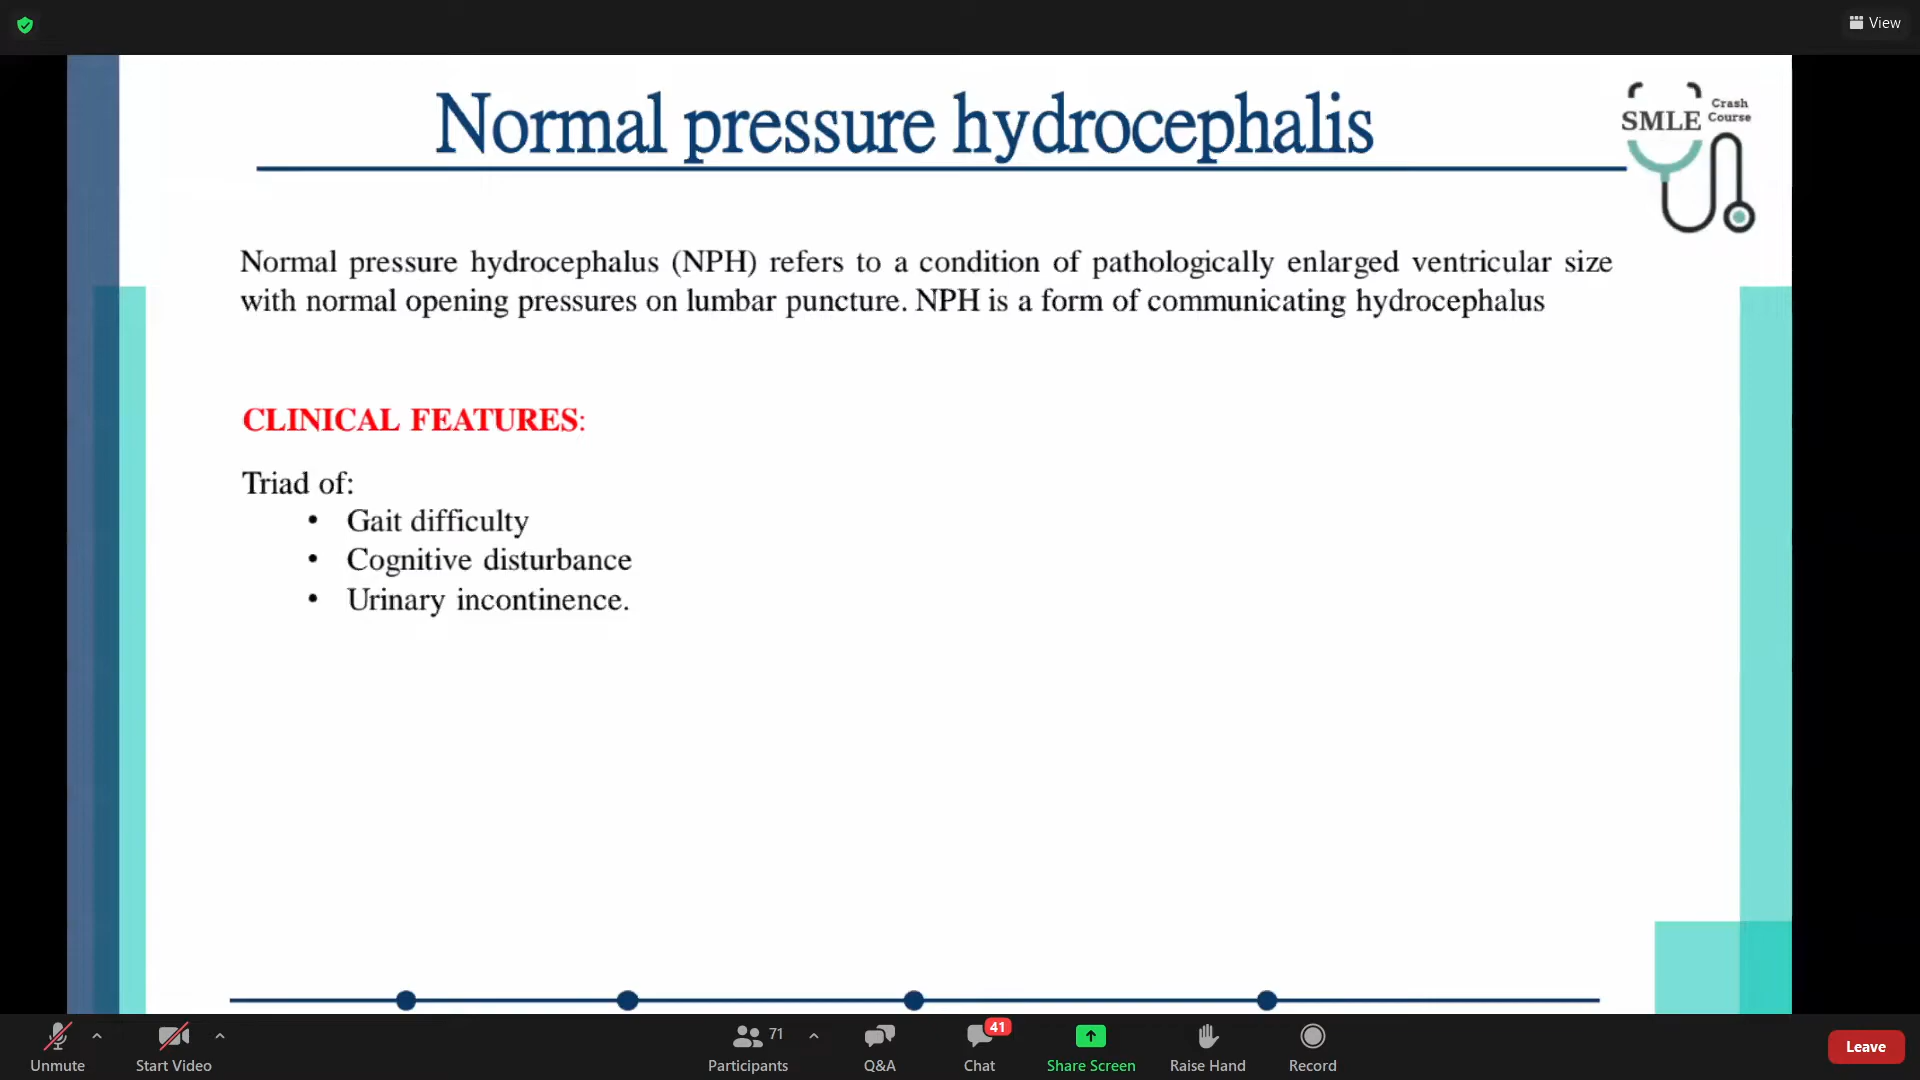 View
Normal pressure hydrocephalis
SMLE Crash Course
Normal pressure hydrocephalus (NPH) refers to a condition of pathologically enlarged ventricular size
with normal opening pressures on lumbar puncture. NPH is a form of communicating hydrocephalus
CLINICAL FEATURES:
Triad of:
• Gait difficulty
• Cognitive disturbance
• Urinary incontinence.
71
41
Unmute
Start Video
Participants
Q&A
Chat
Share Screen
Raise Hand
Record
Leave